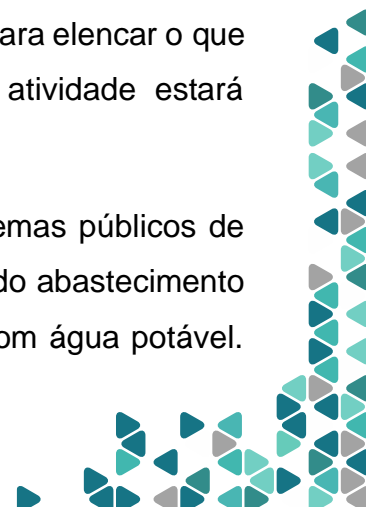 ara elencar o que
atividade estará
emas públicos de
do abastecimento
om água potável.